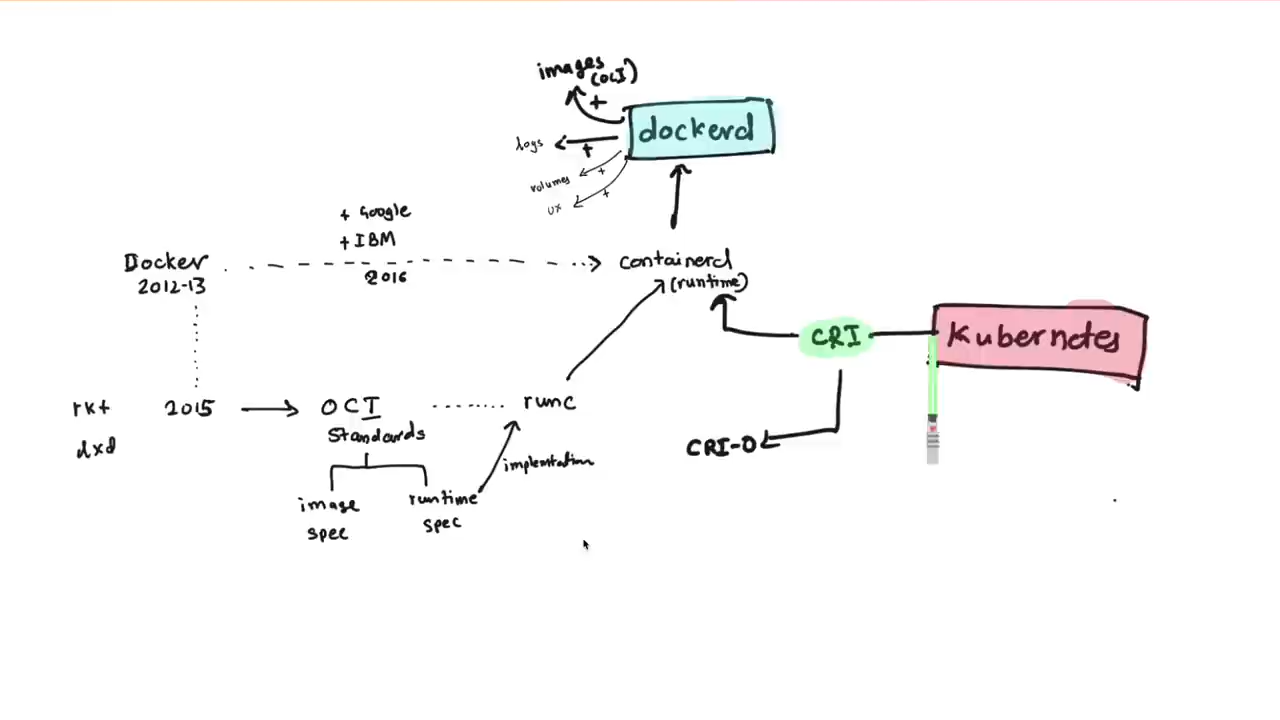 images
(OCI)
+
dockerd
logs
+
volumes
+
UX
+
+ Google
+ IBM
Docker
2012-13
2016
containerd
(runtime)
CRI
Kubernetes
rkt
2015
OCI
runc
Standards
lxd
CRI-O
implemtation
image
spec
runtime
spec